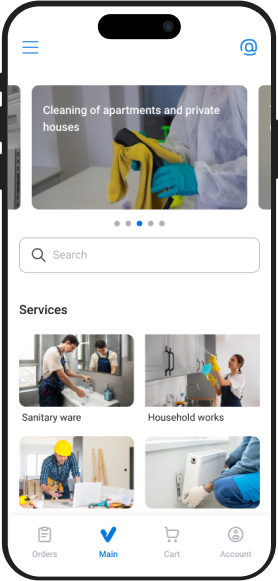 Cleaning of apartments and private
houses
Search
Services
Sanitary ware
Household works
Orders
Main
Cart
Account